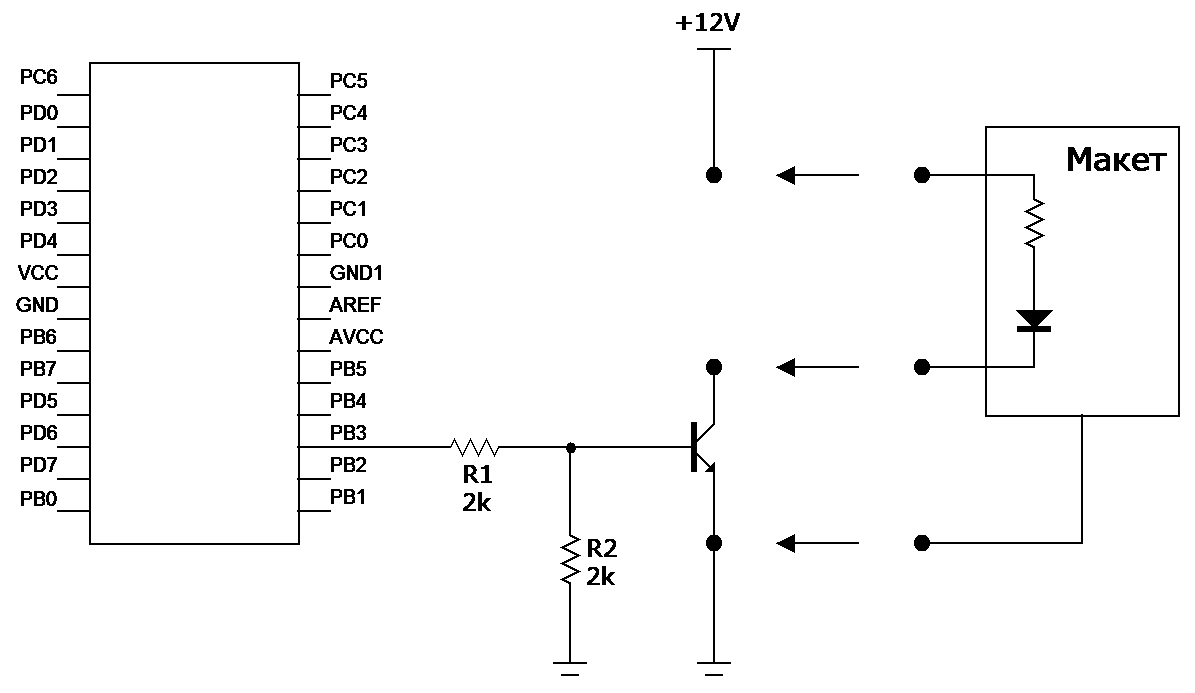 +12V
PC6
PC5
PD0
PC4
PD1
PC3
PD2
PC2
PD3
PC1
PD4
PC0
VCC
GND1
GND
AREF
PB6
AVCC
PB7
PB5
PD5
PB4
PD6
PB3
PD7
PB2
PB0
PB1
Макет
R1
2k
R2
2k